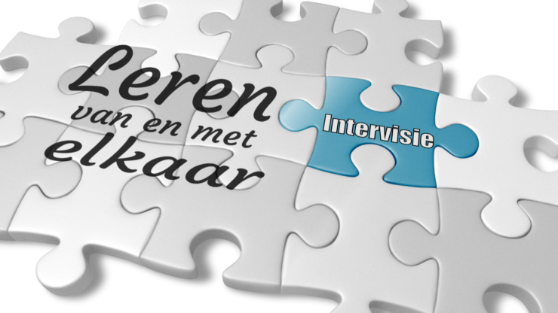 Leren
van en met
elkaar
Intervisie